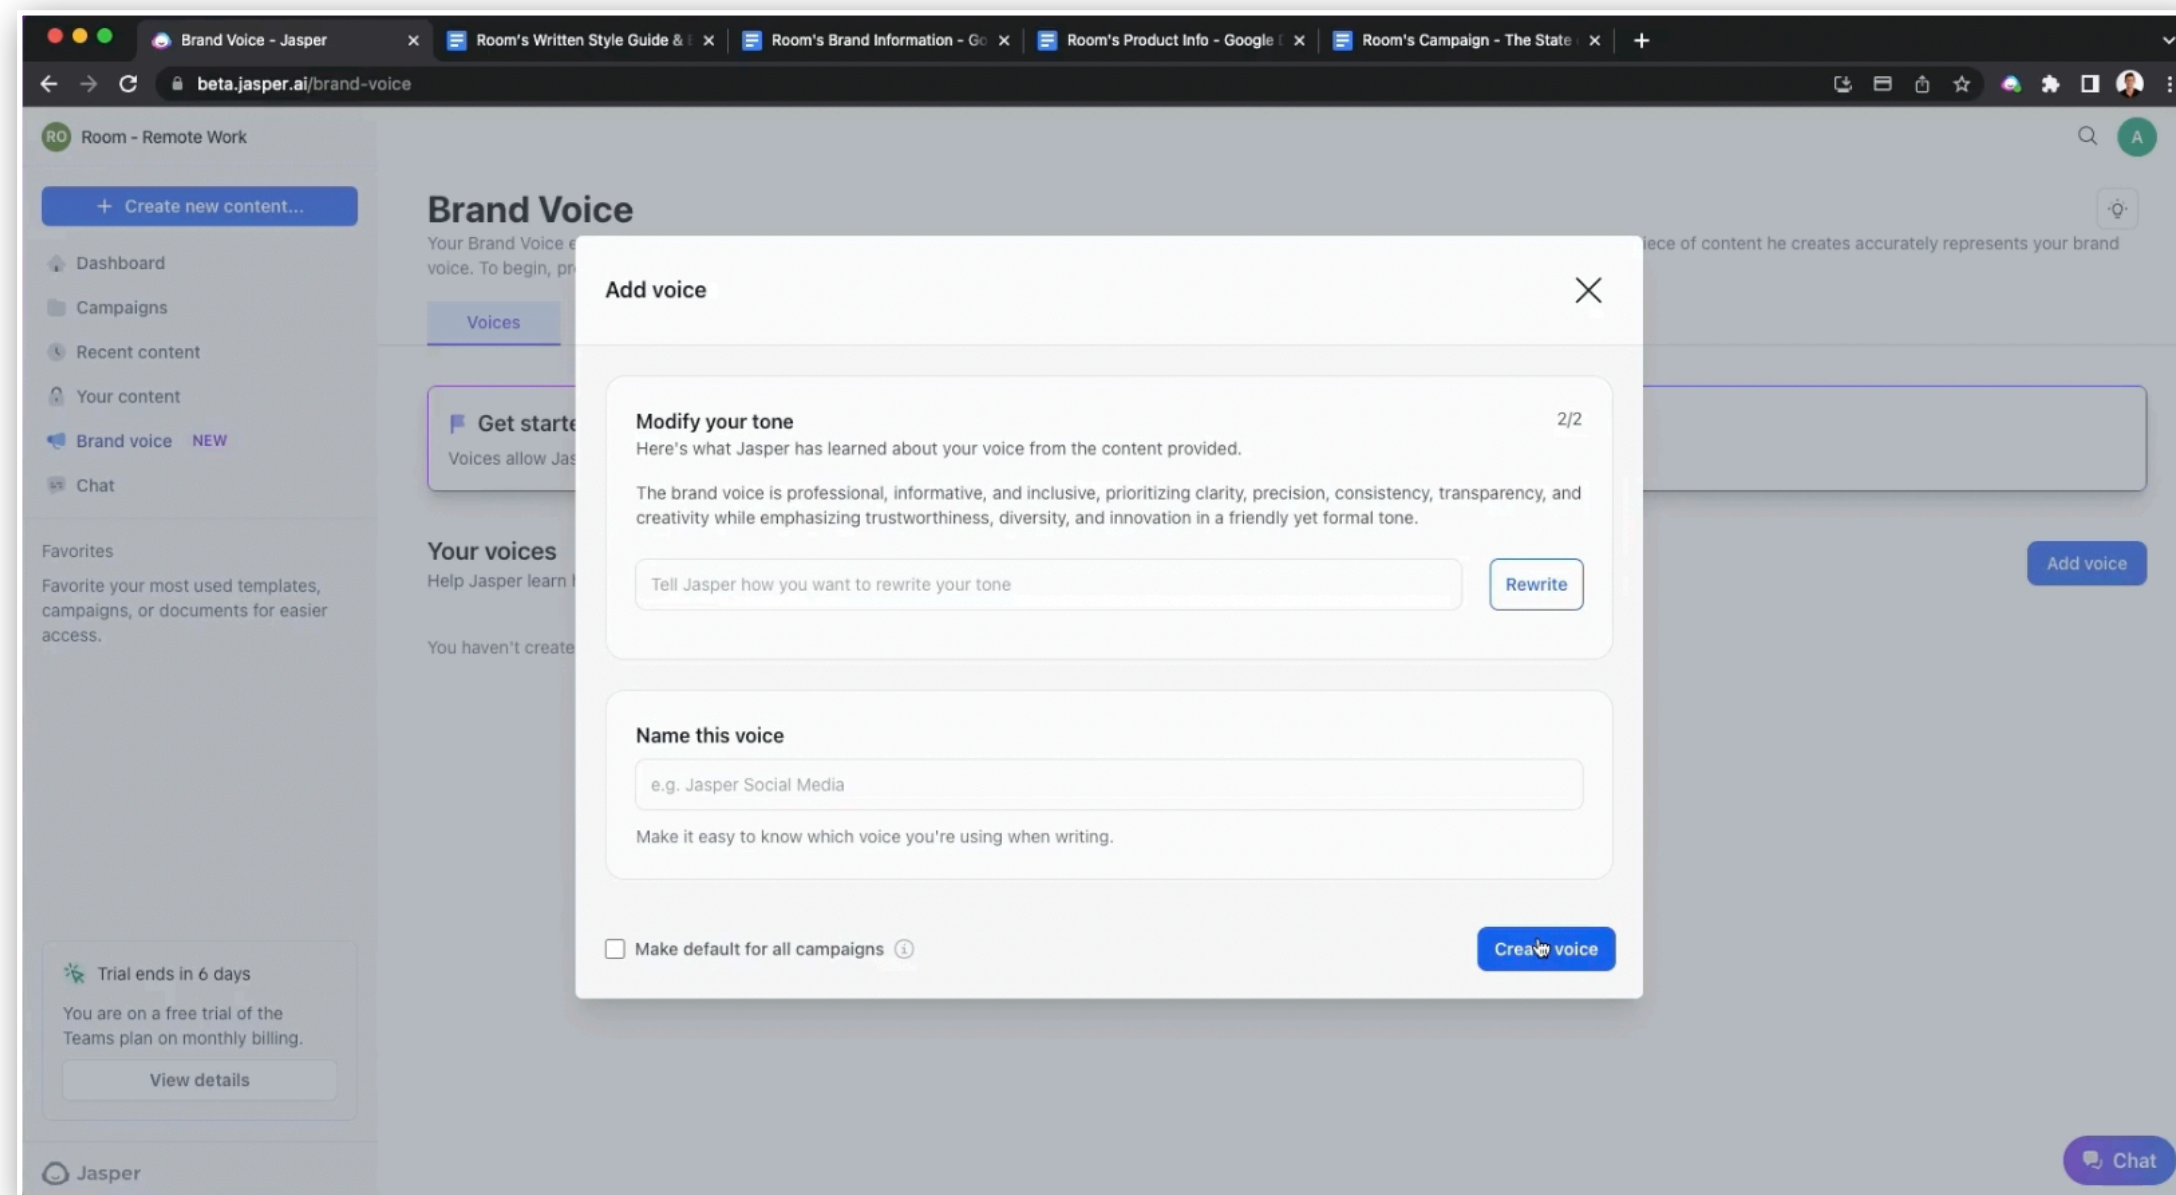 Brand Voice - Jasper
Room's Written Style Guide &
Room's Brand Information - Go
Room's Product Info - Google
Room's Campaign - The State
beta.jasper.ai/brand-voice
RO Room - Remote Work
A
+ Create new content...
Dashboard
Campaigns
Recent content
Your content
Brand voice NEW
Chat
Favorites
Favorite your most used templates,
campaigns, or documents for easier
access.
Trial ends in 6 days
You are on a free trial of the
Teams plan on monthly billing.
View details
Jasper
Brand Voice
Your Brand Voice
iece of content he creates accurately represents your brand
voice. To begin, pr
Voices
Get starte
Voices allow Jas
Your voices
Help Jasper learn
Add voice
You haven't create
Add voice
Modify your tone
2/2
Here's what Jasper has learned about your voice from the content provided.
The brand voice is professional, informative, and inclusive, prioritizing clarity, precision, consistency, transparency, and
creativity while emphasizing trustworthiness, diversity, and innovation in a friendly yet formal tone.
Tell Jasper how you want to rewrite your tone
Rewrite
Name this voice
e.g. Jasper Social Media
Make it easy to know which voice you're using when writing.
Make default for all campaigns
Create voice
Chat